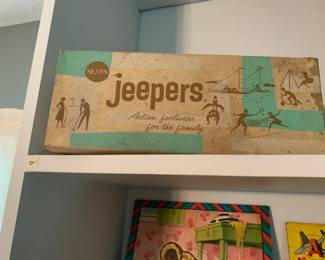 SEARS
jeepers
Action footwear
for the family